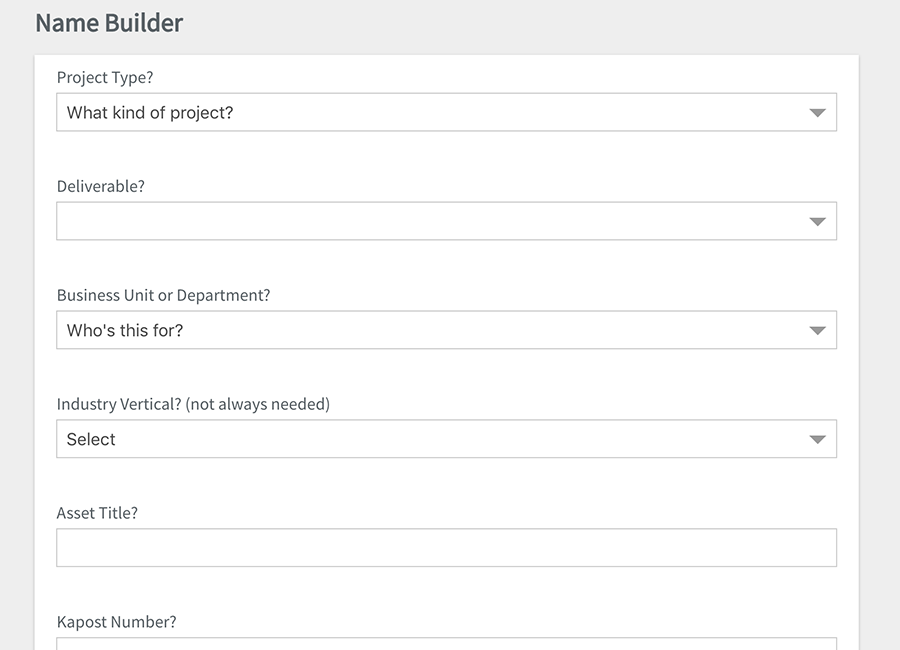 Name Builder
Project Type?
What kind of project?
Deliverable?
Business Unit or Department?
Who's this for?
Industry Vertical? (not always needed)
Select
Asset Title?
Kapost Number?